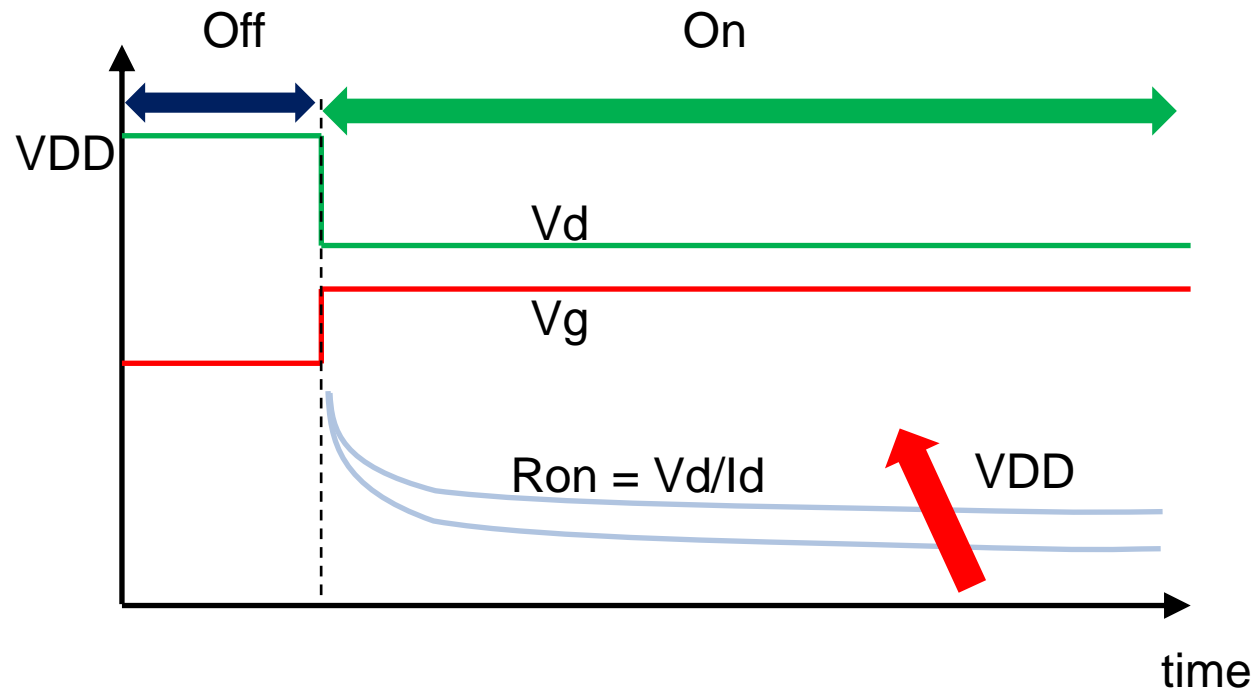 Off
On
VDD
Vd
Vg
Ron = Vd/Id
VDD
time